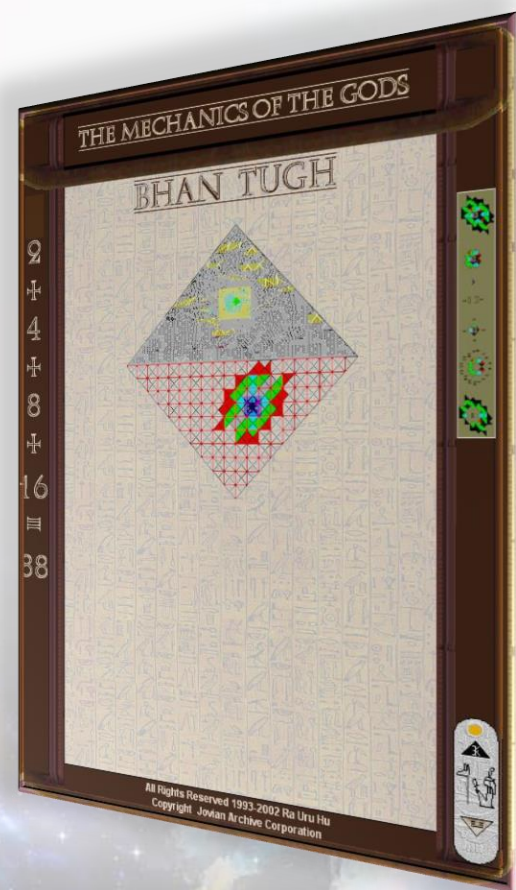 THE MECHANICS OF THE GODS
BHAN TUGH
2
+
4
+
8
+
16
=
38
All Rights Reserved 1993-2002 Ra Uru Hu
Copyright Jovian Archive Corporation